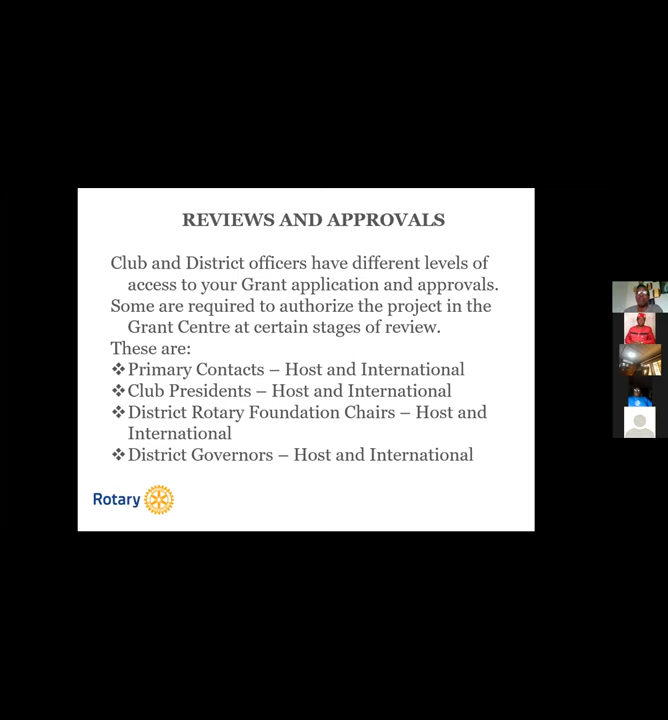 REVIEWS AND APPROVALS
Club and District officers have different levels of
access to your Grant application and approvals.
Some are required to authorize the project in the
Grant Centre at certain stages of review.
These are:
❖Primary Contacts – Host and International
❖Club Presidents – Host and International
❖District Rotary Foundation Chairs – Host and
International
❖District Governors – Host and International
Rotary